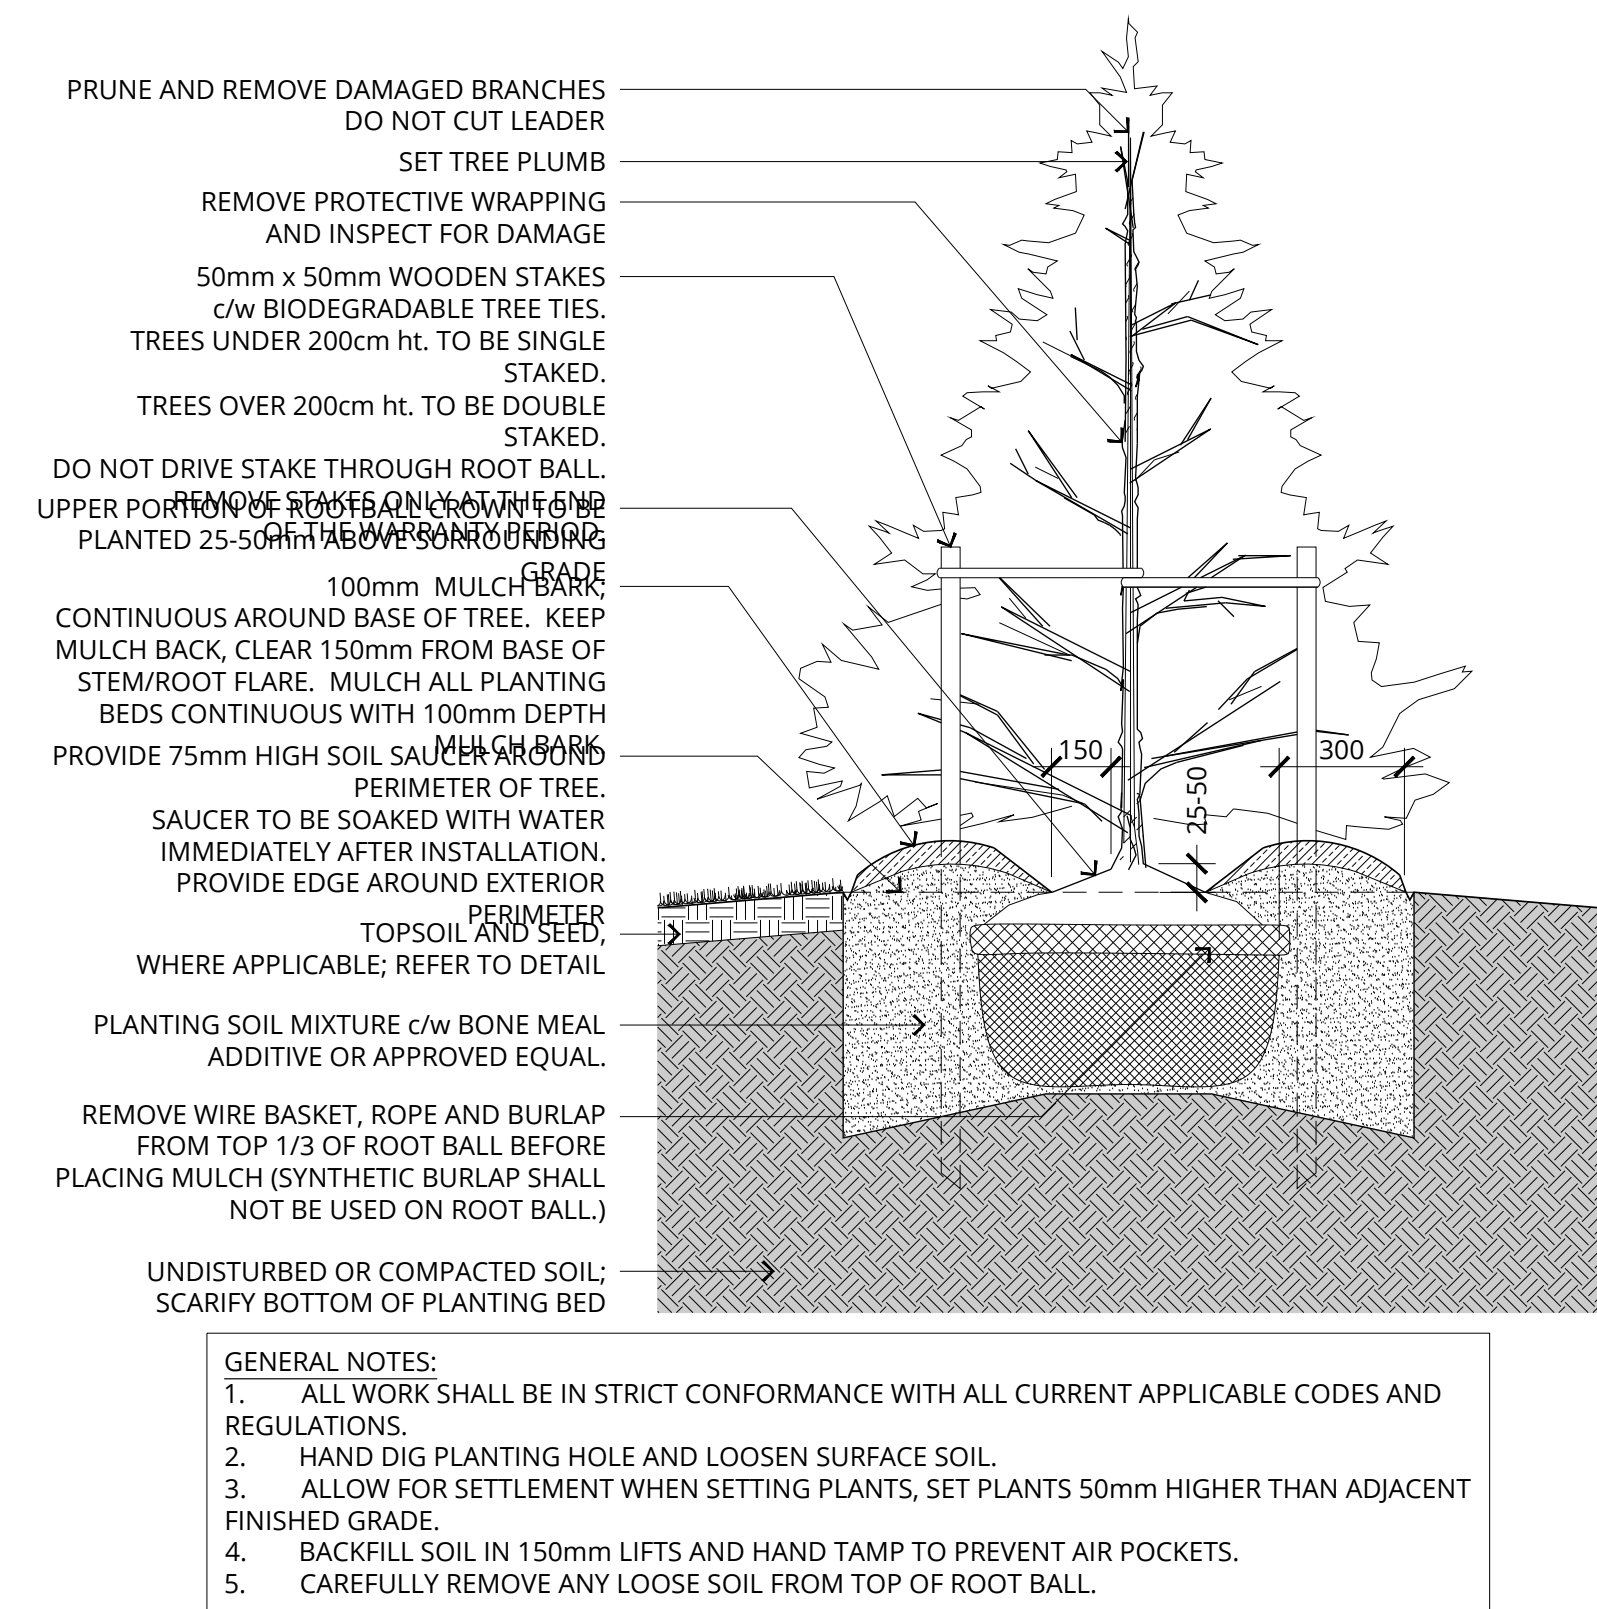 PRUNE AND REMOVE DAMAGED BRANCHES
DO NOT CUT LEADER
SET TREE PLUMB
REMOVE PROTECTIVE WRAPPING
AND INSPECT FOR DAMAGE
50mm x 50mm WOODEN STAKES
c/w BIODEGRADABLE TREE TIES.
TREES UNDER 200cm ht. TO BE SINGLE
STAKED.
TREES OVER 200cm ht. TO BE DOUBLE
STAKED.
DO NOT DRIVE STAKE THROUGH ROOT BALL.
REMOVE STAKES ONLY AT THE END
OF THE WARRANTY PERIOD.
UPPER PORTION OF ROOTBALL CROWN TO BE
PLANTED 25-50mm ABOVE SURROUNDING
GRADE
100mm  MULCH BARK;
CONTINUOUS AROUND BASE OF TREE.  KEEP
MULCH BACK, CLEAR 150mm FROM BASE OF
STEM/ROOT FLARE.  MULCH ALL PLANTING
BEDS CONTINUOUS WITH 100mm DEPTH
MULCH BARK.
PROVIDE 75mm HIGH SOIL SAUCER AROUND
PERIMETER OF TREE.
SAUCER TO BE SOAKED WITH WATER
IMMEDIATELY AFTER INSTALLATION.
PROVIDE EDGE AROUND EXTERIOR
PERIMETER
TOPSOIL AND SEED,
WHERE APPLICABLE; REFER TO DETAIL
PLANTING SOIL MIXTURE c/w BONE MEAL
ADDITIVE OR APPROVED EQUAL.
REMOVE WIRE BASKET, ROPE AND BURLAP
FROM TOP 1/3 OF ROOT BALL BEFORE
PLACING MULCH (SYNTHETIC BURLAP SHALL
NOT BE USED ON ROOT BALL.)
UNDISTURBED OR COMPACTED SOIL;
SCARIFY BOTTOM OF PLANTING BED
150
25-50
300
GENERAL NOTES:
1. ALL WORK SHALL BE IN STRICT CONFORMANCE WITH ALL CURRENT APPLICABLE CODES AND
REGULATIONS.
2. HAND DIG PLANTING HOLE AND LOOSEN SURFACE SOIL.
3. ALLOW FOR SETTLEMENT WHEN SETTING PLANTS, SET PLANTS 50mm HIGHER THAN ADJACENT
FINISHED GRADE.
4. BACKFILL SOIL IN 150mm LIFTS AND HAND TAMP TO PREVENT AIR POCKETS.
5. CAREFULLY REMOVE ANY LOOSE SOIL FROM TOP OF ROOT BALL.